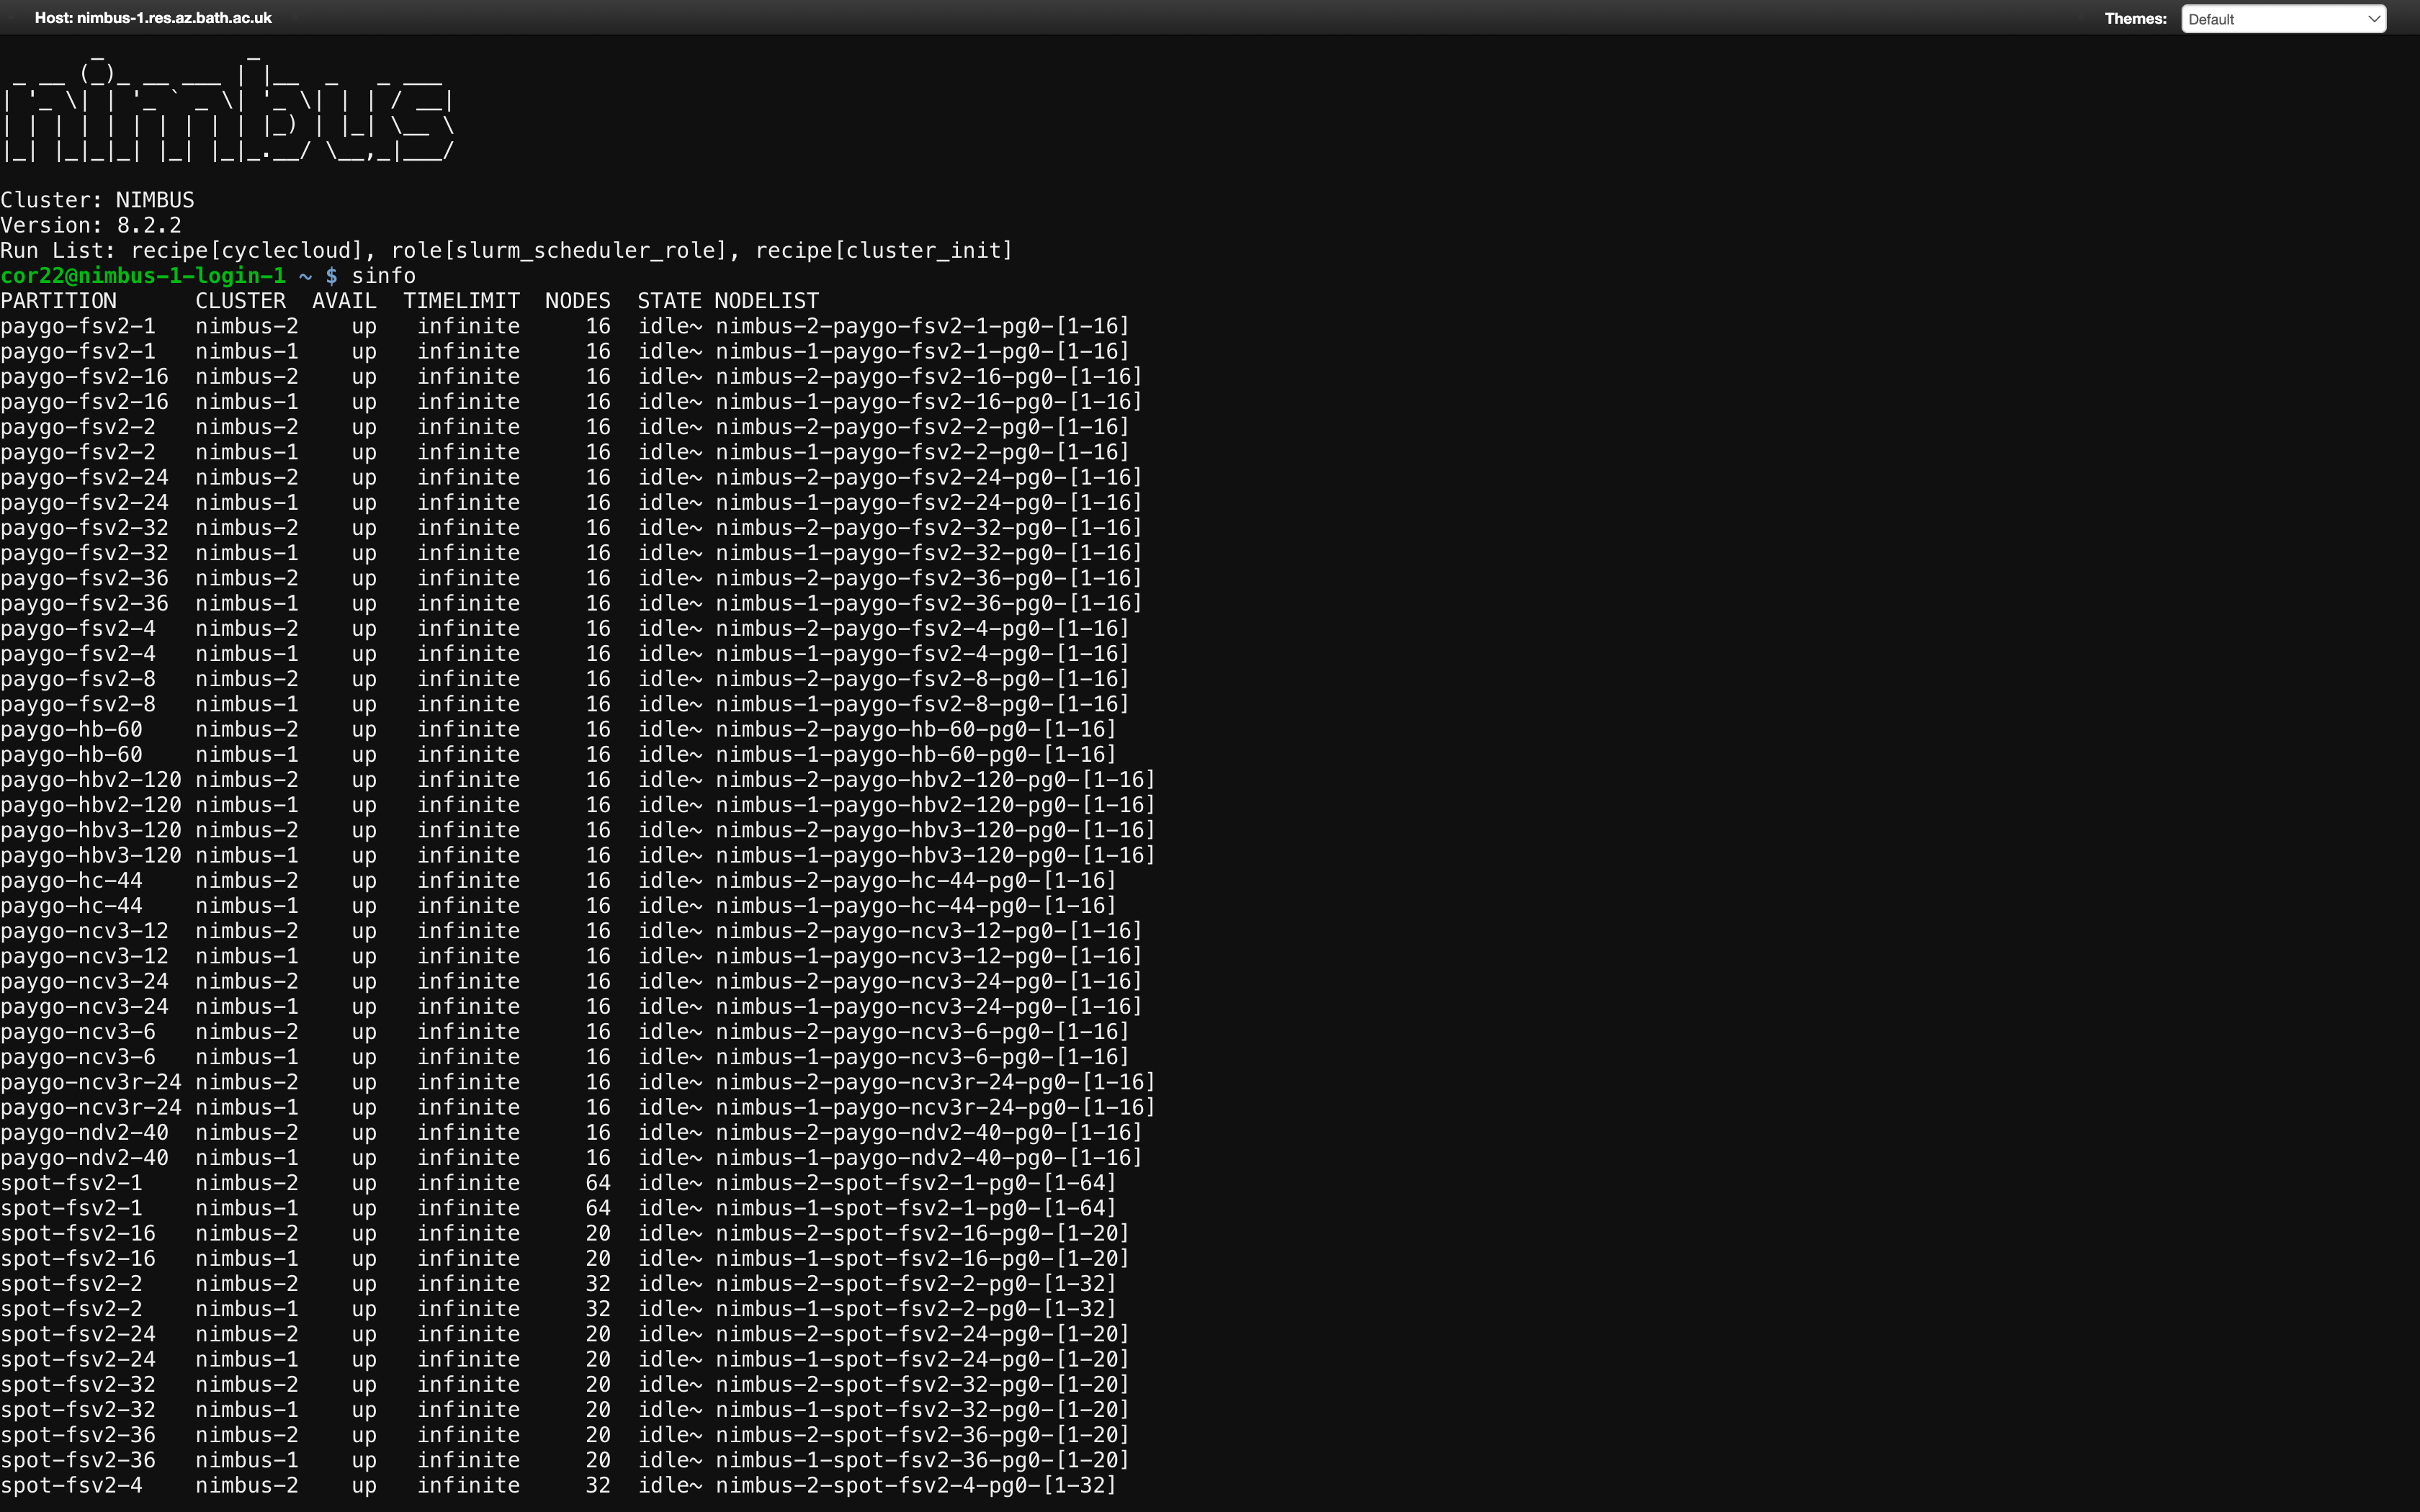 Host: nimbus-1.res.az.bath.ac.uk Themes: Default
nimbus
Cluster: NIMBUS
Version: 8.2.2
Run List: recipe[cyclecloud], role[slurm_scheduler_role], recipe[cluster_init]
cor22@nimbus-1-login-1 ~ $ sinfo
PARTITION CLUSTER AVAIL TIMELIMIT NODES STATE NODELIST
paygo-fsv2-1 nimbus-2 up infinite 16 idle~ nimbus-2-paygo-fsv2-1-pg0-[1-16]
paygo-fsv2-1 nimbus-1 up infinite 16 idle~ nimbus-1-paygo-fsv2-1-pg0-[1-16]
paygo-fsv2-16 nimbus-2 up infinite 16 idle~ nimbus-2-paygo-fsv2-16-pg0-[1-16]
paygo-fsv2-16 nimbus-1 up infinite 16 idle~ nimbus-1-paygo-fsv2-16-pg0-[1-16]
paygo-fsv2-2 nimbus-2 up infinite 16 idle~ nimbus-2-paygo-fsv2-2-pg0-[1-16]
paygo-fsv2-2 nimbus-1 up infinite 16 idle~ nimbus-1-paygo-fsv2-2-pg0-[1-16]
paygo-fsv2-24 nimbus-2 up infinite 16 idle~ nimbus-2-paygo-fsv2-24-pg0-[1-16]
paygo-fsv2-24 nimbus-1 up infinite 16 idle~ nimbus-1-paygo-fsv2-24-pg0-[1-16]
paygo-fsv2-32 nimbus-2 up infinite 16 idle~ nimbus-2-paygo-fsv2-32-pg0-[1-16]
paygo-fsv2-32 nimbus-1 up infinite 16 idle~ nimbus-1-paygo-fsv2-32-pg0-[1-16]
paygo-fsv2-36 nimbus-2 up infinite 16 idle~ nimbus-2-paygo-fsv2-36-pg0-[1-16]
paygo-fsv2-36 nimbus-1 up infinite 16 idle~ nimbus-1-paygo-fsv2-36-pg0-[1-16]
paygo-fsv2-4 nimbus-2 up infinite 16 idle~ nimbus-2-paygo-fsv2-4-pg0-[1-16]
paygo-fsv2-4 nimbus-1 up infinite 16 idle~ nimbus-1-paygo-fsv2-4-pg0-[1-16]
paygo-fsv2-8 nimbus-2 up infinite 16 idle~ nimbus-2-paygo-fsv2-8-pg0-[1-16]
paygo-fsv2-8 nimbus-1 up infinite 16 idle~ nimbus-1-paygo-fsv2-8-pg0-[1-16]
paygo-hb-60 nimbus-2 up infinite 16 idle~ nimbus-2-paygo-hb-60-pg0-[1-16]
paygo-hb-60 nimbus-1 up infinite 16 idle~ nimbus-1-paygo-hb-60-pg0-[1-16]
paygo-hbv2-120 nimbus-2 up infinite 16 idle~ nimbus-2-paygo-hbv2-120-pg0-[1-16]
paygo-hbv2-120 nimbus-1 up infinite 16 idle~ nimbus-1-paygo-hbv2-120-pg0-[1-16]
paygo-hbv3-120 nimbus-2 up infinite 16 idle~ nimbus-2-paygo-hbv3-120-pg0-[1-16]
paygo-hbv3-120 nimbus-1 up infinite 16 idle~ nimbus-1-paygo-hbv3-120-pg0-[1-16]
paygo-hc-44 nimbus-2 up infinite 16 idle~ nimbus-2-paygo-hc-44-pg0-[1-16]
paygo-hc-44 nimbus-1 up infinite 16 idle~ nimbus-1-paygo-hc-44-pg0-[1-16]
paygo-ncv3-12 nimbus-2 up infinite 16 idle~ nimbus-2-paygo-ncv3-12-pg0-[1-16]
paygo-ncv3-12 nimbus-1 up infinite 16 idle~ nimbus-1-paygo-ncv3-12-pg0-[1-16]
paygo-ncv3-24 nimbus-2 up infinite 16 idle~ nimbus-2-paygo-ncv3-24-pg0-[1-16]
paygo-ncv3-24 nimbus-1 up infinite 16 idle~ nimbus-1-paygo-ncv3-24-pg0-[1-16]
paygo-ncv3-6 nimbus-2 up infinite 16 idle~ nimbus-2-paygo-ncv3-6-pg0-[1-16]
paygo-ncv3-6 nimbus-1 up infinite 16 idle~ nimbus-1-paygo-ncv3-6-pg0-[1-16]
paygo-ncv3r-24 nimbus-2 up infinite 16 idle~ nimbus-2-paygo-ncv3r-24-pg0-[1-16]
paygo-ncv3r-24 nimbus-1 up infinite 16 idle~ nimbus-1-paygo-ncv3r-24-pg0-[1-16]
paygo-ndv2-40 nimbus-2 up infinite 16 idle~ nimbus-2-paygo-ndv2-40-pg0-[1-16]
paygo-ndv2-40 nimbus-1 up infinite 16 idle~ nimbus-1-paygo-ndv2-40-pg0-[1-16]
spot-fsv2-1 nimbus-2 up infinite 64 idle~ nimbus-2-spot-fsv2-1-pg0-[1-64]
spot-fsv2-1 nimbus-1 up infinite 64 idle~ nimbus-1-spot-fsv2-1-pg0-[1-64]
spot-fsv2-16 nimbus-2 up infinite 20 idle~ nimbus-2-spot-fsv2-16-pg0-[1-20]
spot-fsv2-16 nimbus-1 up infinite 20 idle~ nimbus-1-spot-fsv2-16-pg0-[1-20]
spot-fsv2-2 nimbus-2 up infinite 32 idle~ nimbus-2-spot-fsv2-2-pg0-[1-32]
spot-fsv2-2 nimbus-1 up infinite 32 idle~ nimbus-1-spot-fsv2-2-pg0-[1-32]
spot-fsv2-24 nimbus-2 up infinite 20 idle~ nimbus-2-spot-fsv2-24-pg0-[1-20]
spot-fsv2-24 nimbus-1 up infinite 20 idle~ nimbus-1-spot-fsv2-24-pg0-[1-20]
spot-fsv2-32 nimbus-2 up infinite 20 idle~ nimbus-2-spot-fsv2-32-pg0-[1-20]
spot-fsv2-32 nimbus-1 up infinite 20 idle~ nimbus-1-spot-fsv2-32-pg0-[1-20]
spot-fsv2-36 nimbus-2 up infinite 20 idle~ nimbus-2-spot-fsv2-36-pg0-[1-20]
spot-fsv2-36 nimbus-1 up infinite 20 idle~ nimbus-1-spot-fsv2-36-pg0-[1-20]
spot-fsv2-4 nimbus-2 up infinite 32 idle~ nimbus-2-spot-fsv2-4-pg0-[1-32]